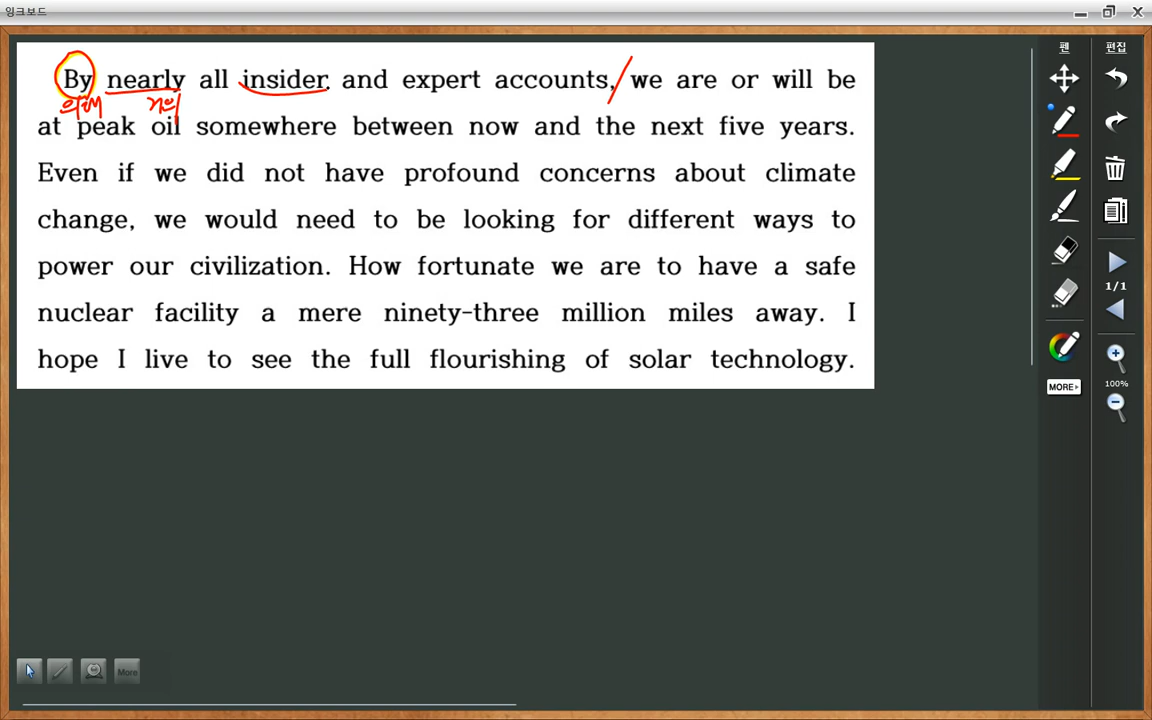 잉크보드
By nearly all insider. and expert accounts, we are or will be
의해 거의
at peak oil somewhere between now and the next five years.
Even if we did not have profound concerns about climate
change, we would need to be looking for different ways to
power our civilization. How fortunate we are to have a safe
nuclear facility a mere ninety-three million miles away. I
hope I live to see the full flourishing of solar technology.
펜 편집
1/1
MORE
100%
More